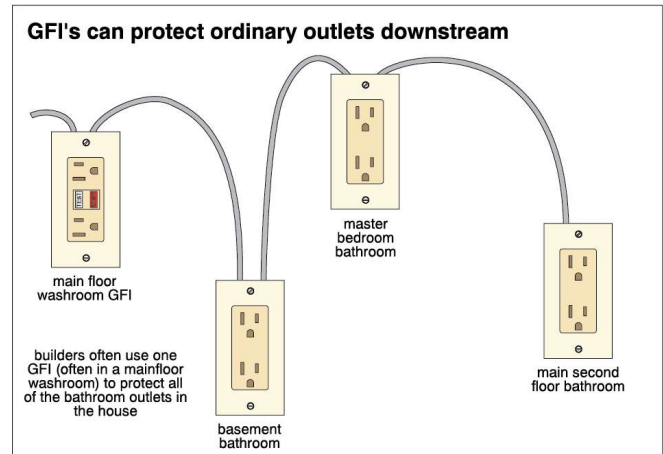 GFI's can protect ordinary outlets downstream
TEST
master
bedroom
bathroom
main floor
washroom GFI
builders often use one
GFI (often in a mainfloor
washroom) to protect all
of the bathroom outlets in
the house
main second
floor bathroom
basement
bathroom